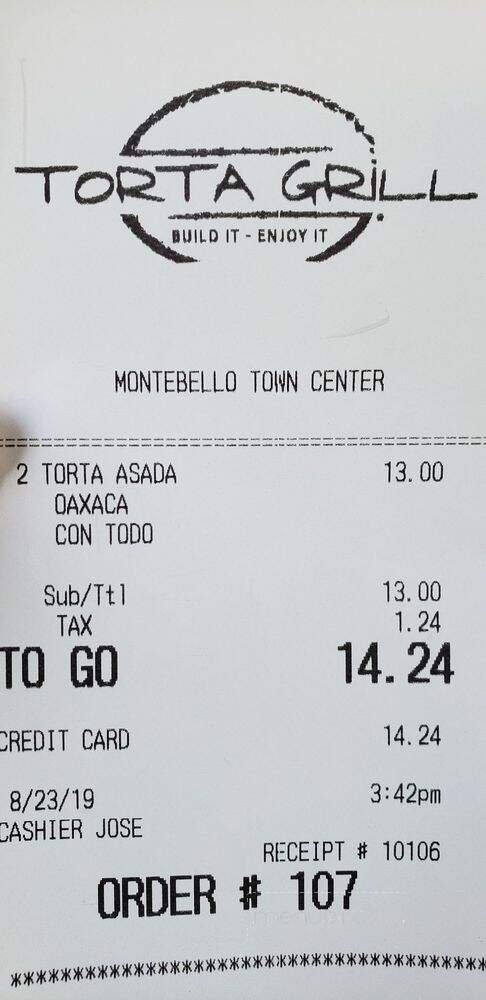 TORTA GRILL
BUILD IT - ENJOY IT
MONTEBELLO TOWN CENTER
================================================
2 TORTA ASADA 13.00
OAXACA
CON TODO
Sub/Ttl 13.00
TAX 1.24
TO GO 14.24
CREDIT CARD 14.24
8/23/19 3:42pm
CASHIER JOSE
RECEIPT # 10106
ORDER # 107
******************************************